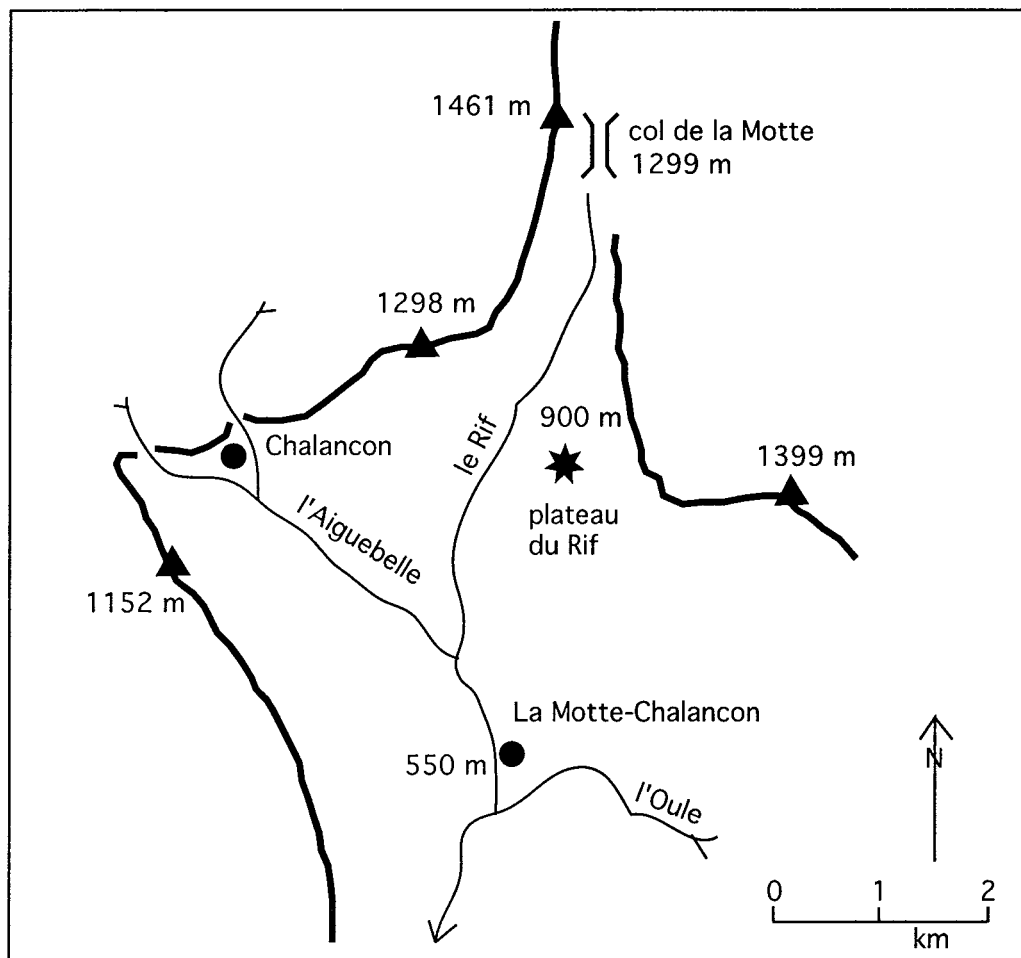 1461 m
col de la Motte
1299 m
1298 m
900 m
le Rif
Chalancon
1399 m
plateau
du Rif
l'Aiguebelle
1152 m
La Motte-Chalancon
550 m
l'Oule
N
0 1 2
km